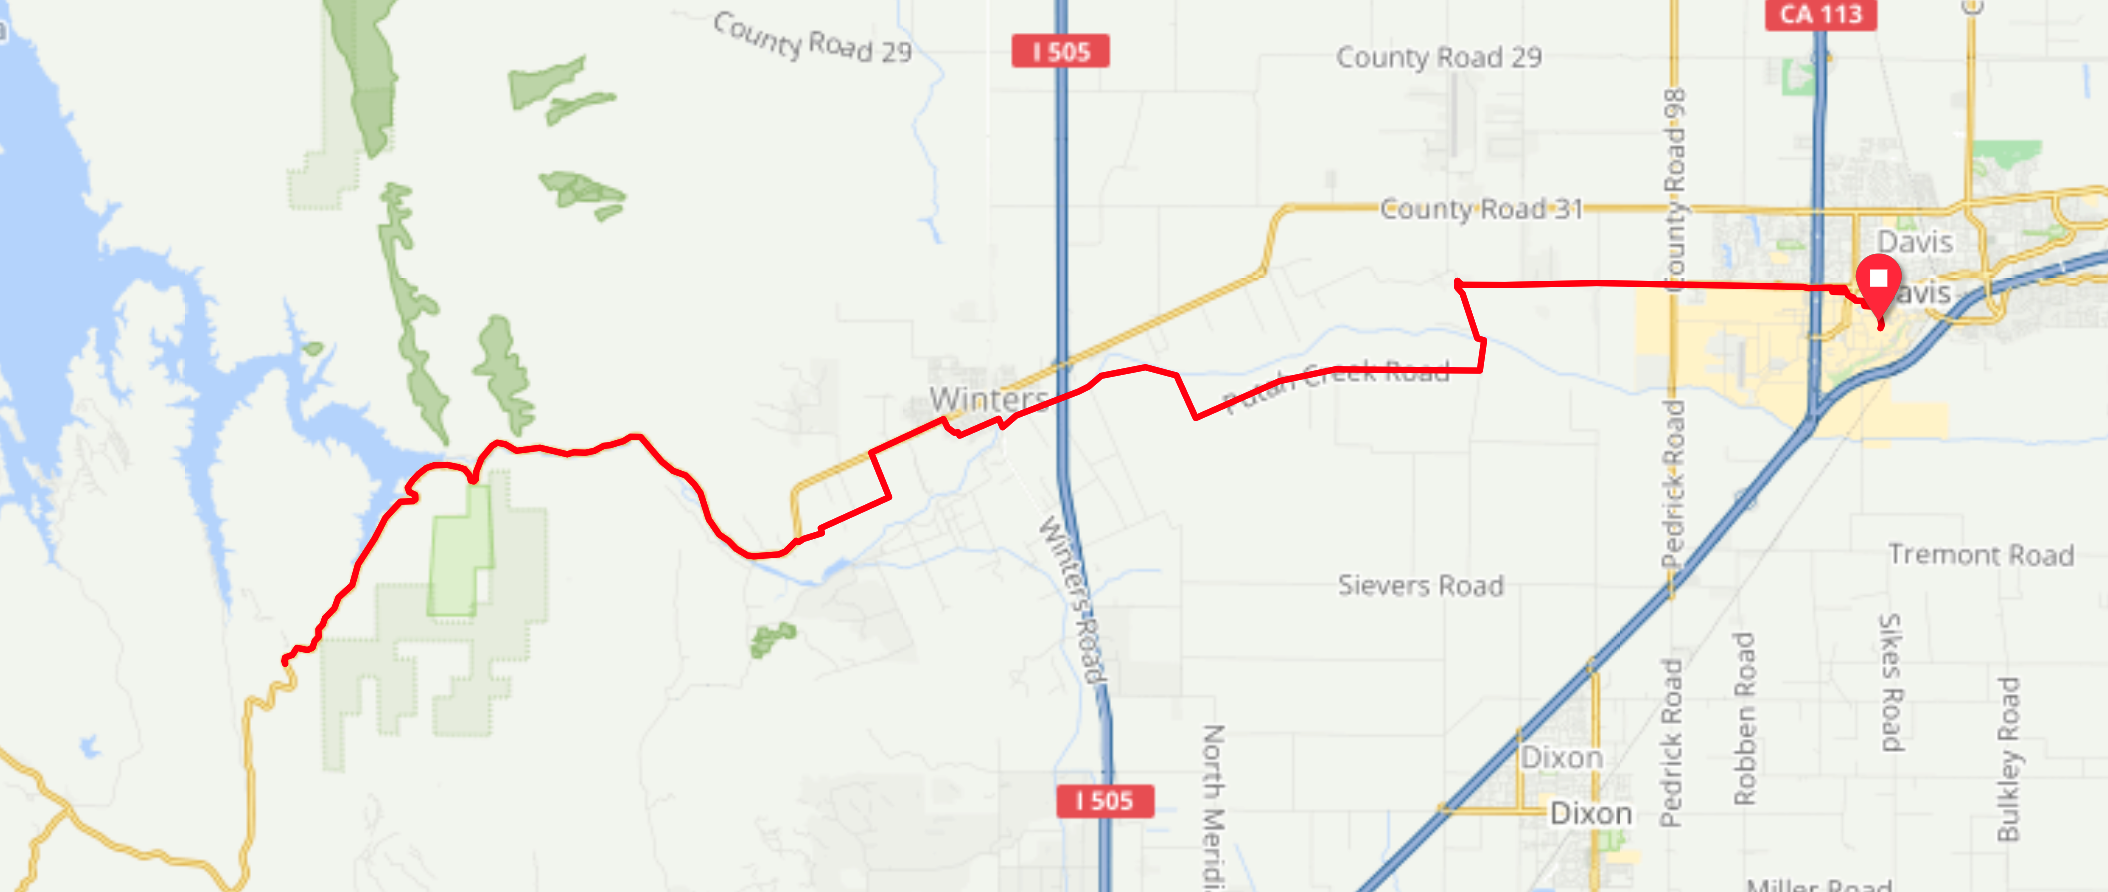 CA 113
County Road 29
I 505
County Road 29
County Road 98
County Road 31
Davis
avis
Putah Creek Road
Winters
Pedrick Road
Winters Road
Tremont Road
Sievers Road
Sikes Road
Robben Road
Pedrick Road
Bulkley Road
North Meridi
Dixon
I 505
Dixon
Miller Road